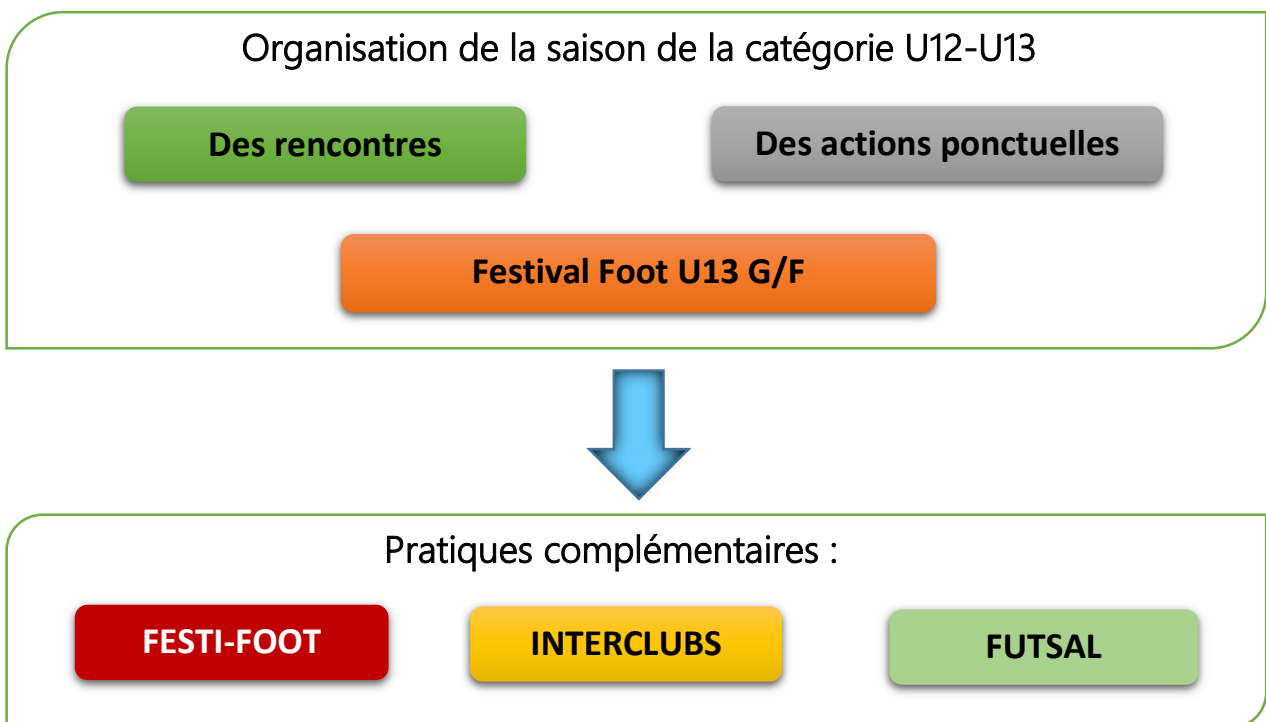 Organisation de la saison de la catégorie U12-U13
Des rencontres
Des actions ponctuelles
Festival Foot U13 G/F
Pratiques complémentaires :
FESTI-FOOT
INTERCLUBS
FUTSAL